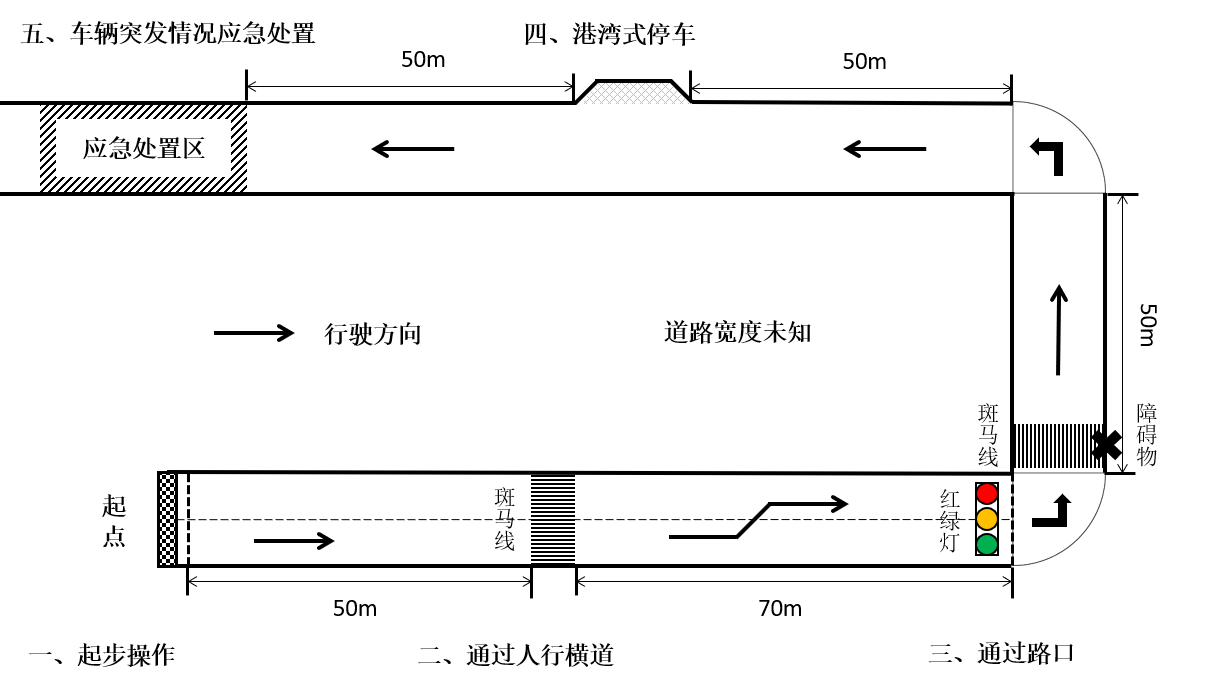 五、车辆突发情况应急处置
四、港湾式停车
50m
50m
应急处置区
行驶方向
道路宽度未知
50m
斑马线
障碍物
起点
斑马线
红绿灯
50m
70m
一、起步操作
二、通过人行横道
三、通过路口